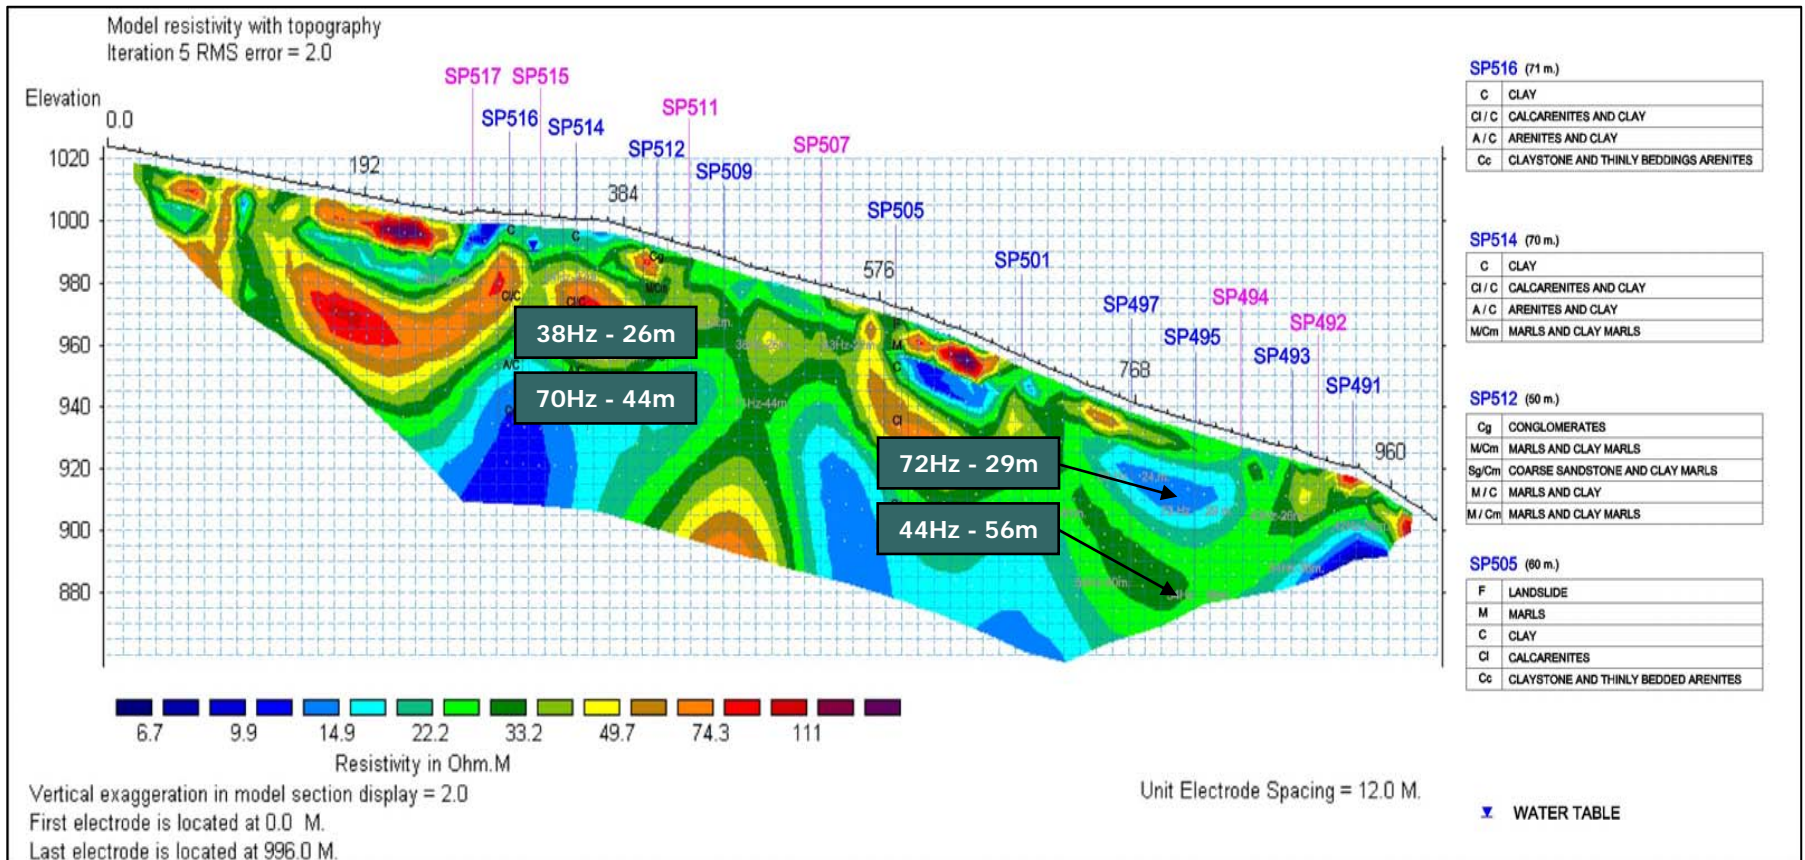 Model resistivity with topography
Iteration 5 RMS error = 2.0
SP517 SP515
Elevation
0.0
SP516 SP514
SP511
SP512
SP507
SP509
192
384
SP505
576
SP501
SP497
SP494
SP495
SP492
SP493
768
SP491
960
1020
1000
980
960
940
920
900
880
C
C
Cg
M/Cm
Cl/C
Cl/C
A/C
F
M
C
Cl
38Hz - 26m
70Hz - 44m
72Hz - 29m
44Hz - 56m
6.7 9.9 14.9 22.2 33.2 49.7 74.3 111
Resistivity in Ohm.M
Vertical exaggeration in model section display = 2.0
First electrode is located at 0.0 M.
Last electrode is located at 996.0 M.
Unit Electrode Spacing = 12.0 M.
SP516 (71 m.)
C CLAY
Cl / C CALCARENITES AND CLAY
A / C ARENITES AND CLAY
Cc CLAYSTONE AND THINLY BEDDINGS ARENITES
SP514 (70 m.)
C CLAY
Cl / C CALCARENITES AND CLAY
A / C ARENITES AND CLAY
M/Cm MARLS AND CLAY MARLS
SP512 (50 m.)
Cg CONGLOMERATES
M/Cm MARLS AND CLAY MARLS
Sg/Cm COARSE SANDSTONE AND CLAY MARLS
M / C MARLS AND CLAY
M / Cm MARLS AND CLAY MARLS
SP505 (60 m.)
F LANDSLIDE
M MARLS
C CLAY
Cl CALCARENITES
Cc CLAYSTONE AND THINLY BEDDED ARENITES
WATER TABLE